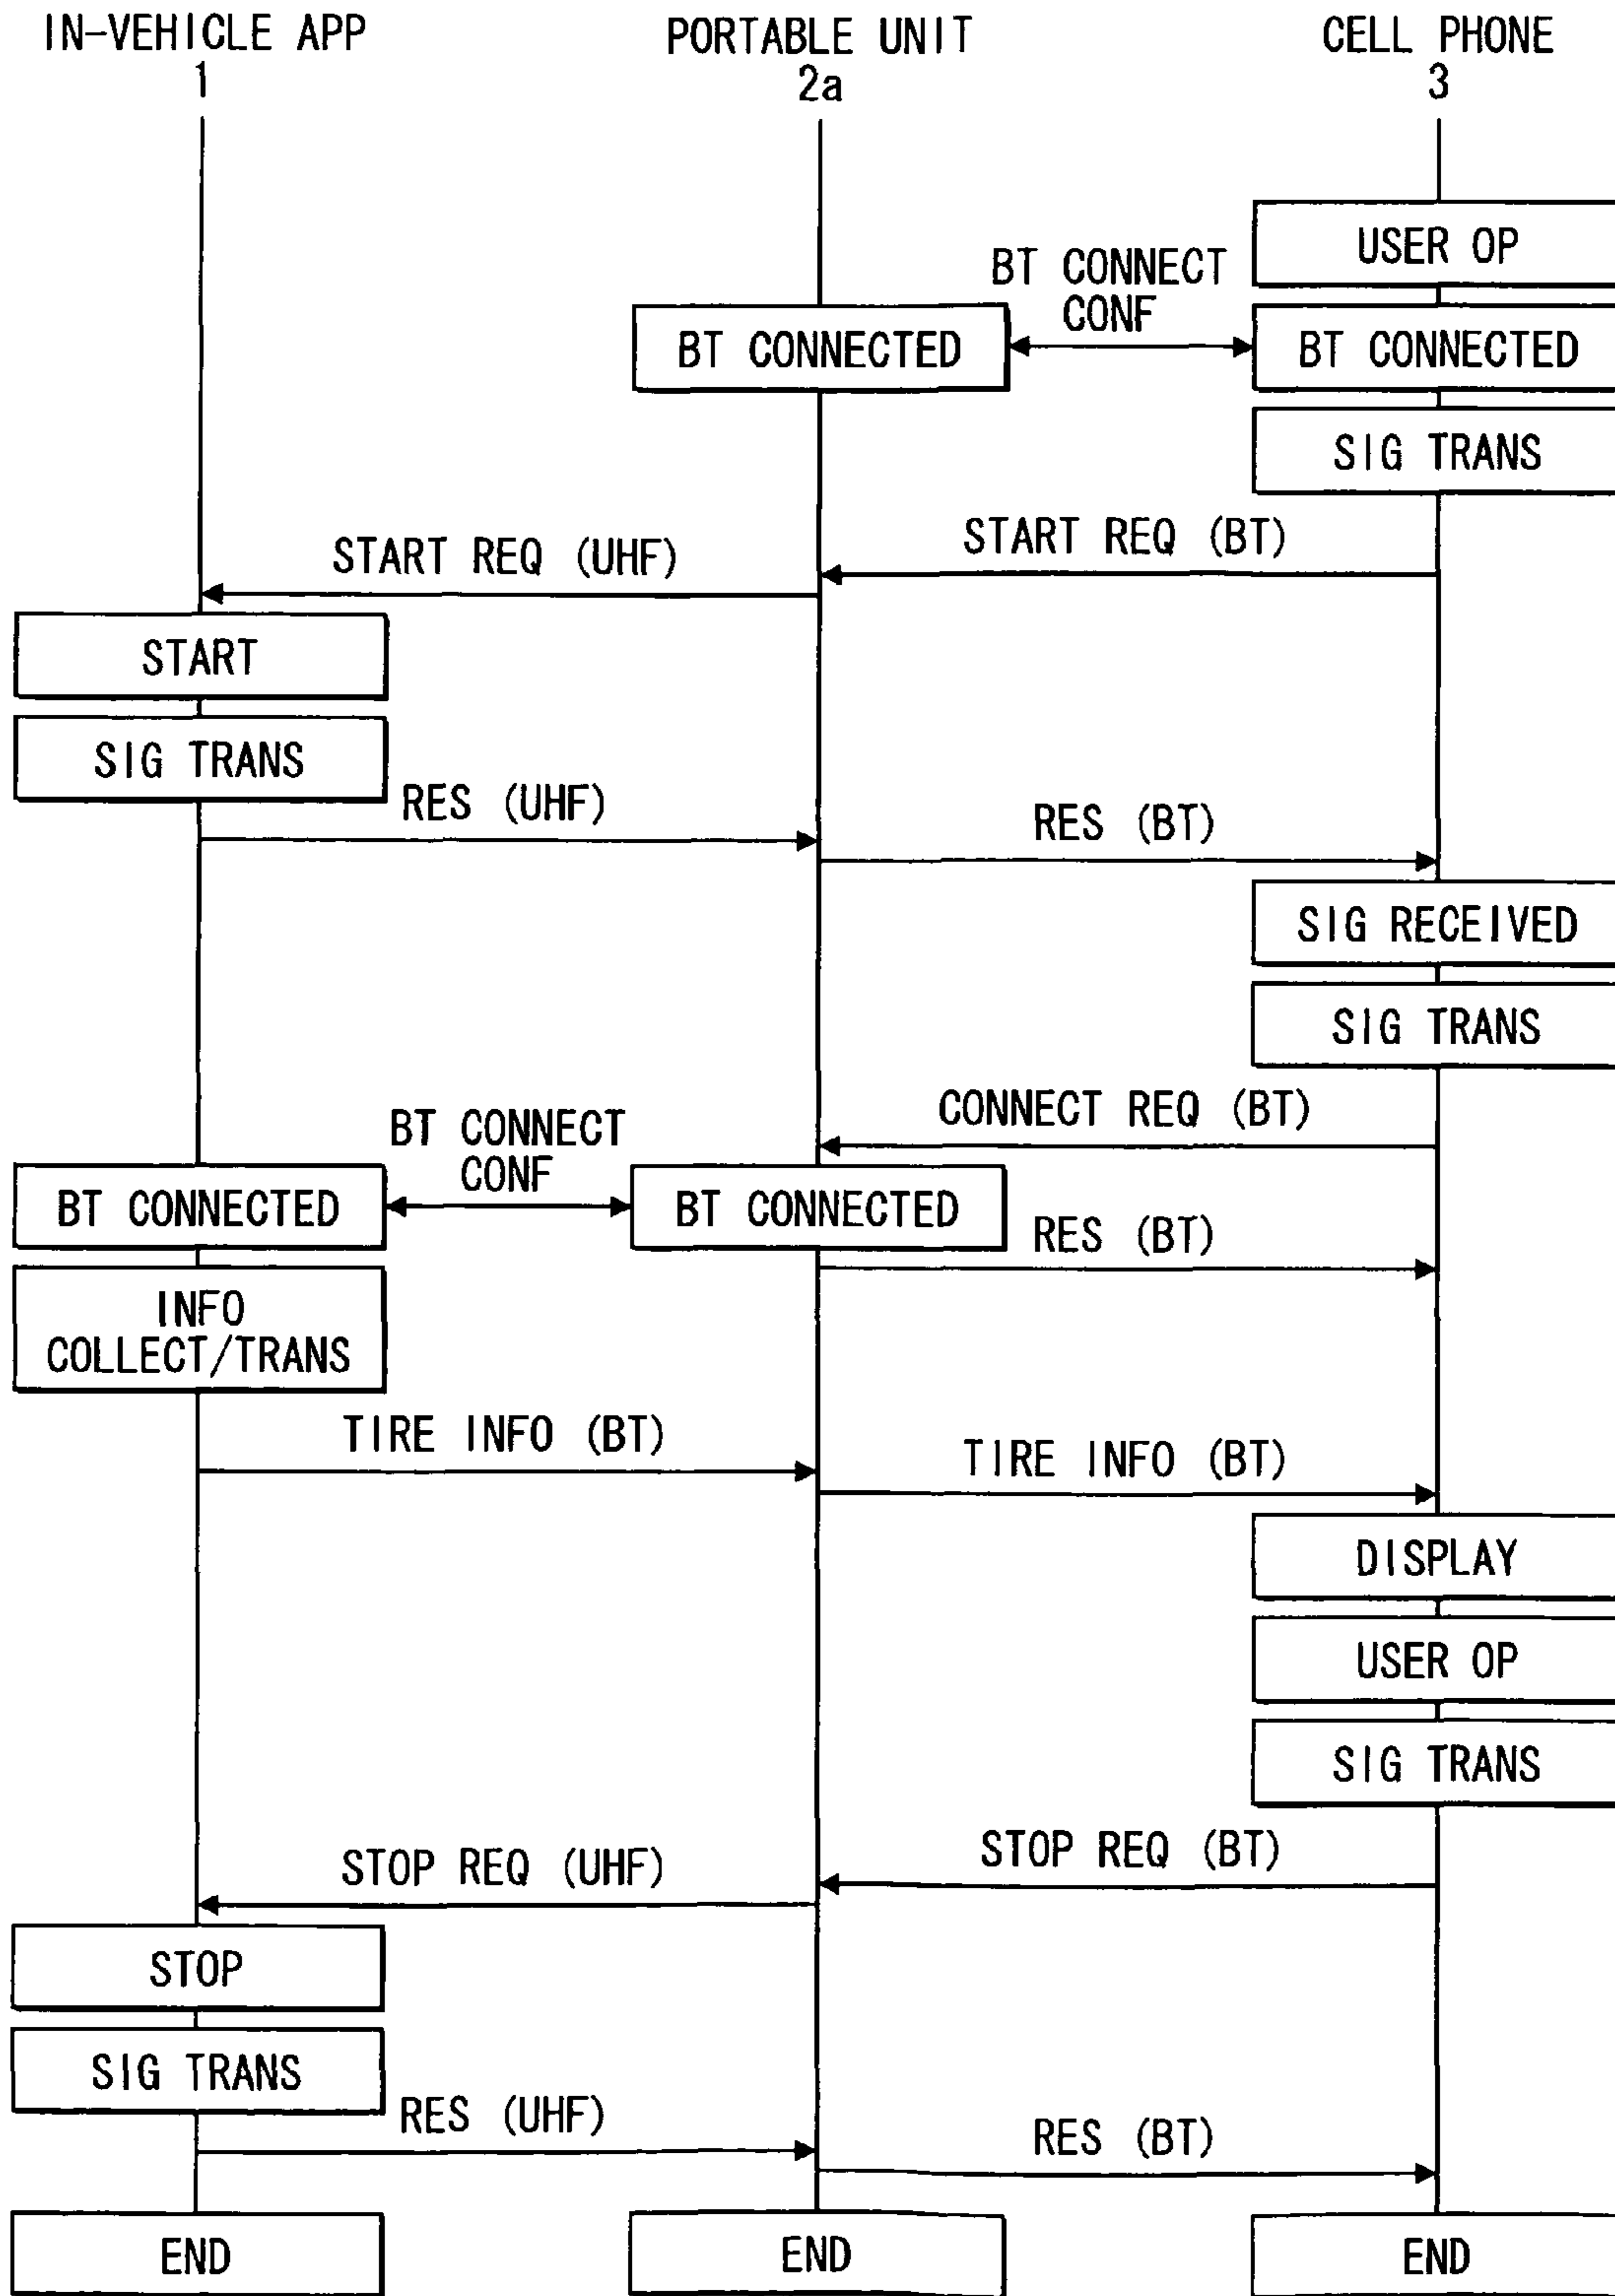 IN-VEHICLE APP
1
PORTABLE UNIT
2a
CELL PHONE
3
USER OP
BT CONNECT
CONF
BT CONNECTED
BT CONNECTED
SIG TRANS
START REQ (BT)
START REQ (UHF)
START
SIG TRANS
RES (UHF)
RES (BT)
SIG RECEIVED
SIG TRANS
CONNECT REQ (BT)
BT CONNECT
CONF
BT CONNECTED
BT CONNECTED
RES (BT)
INFO
COLLECT/TRANS
TIRE INFO (BT)
TIRE INFO (BT)
DISPLAY
USER OP
SIG TRANS
STOP REQ (BT)
STOP REQ (UHF)
STOP
SIG TRANS
RES (UHF)
RES (BT)
END
END
END